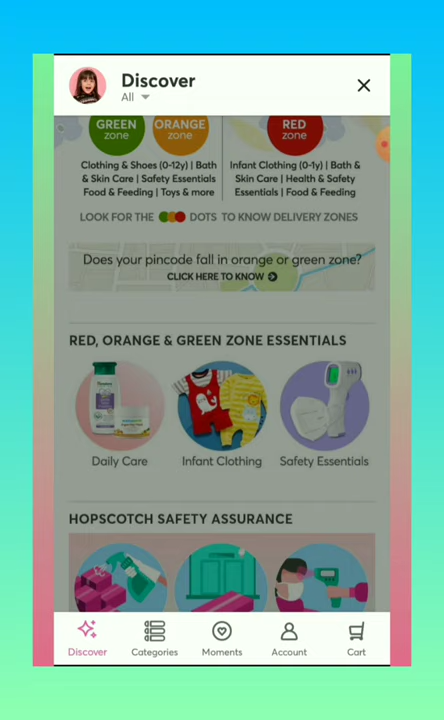 Discover
All
GREEN
zone
ORANGE
zone
RED
zone
Clothing & Shoes (0-12y) | Bath
& Skin Care | Safety Essentials
Food & Feeding | Toys & more
Infant Clothing (0-1y) | Bath &
Skin Care | Health & Safety
Essentials | Food & Feeding
LOOK FOR THE DOTS TO KNOW DELIVERY ZONES
Does your pincode fall in orange or green zone?
CLICK HERE TO KNOW
RED, ORANGE & GREEN ZONE ESSENTIALS
Daily Care
Infant Clothing
Safety Essentials
HOPSCOTCH SAFETY ASSURANCE
Discover
Categories
Moments
Account
Cart